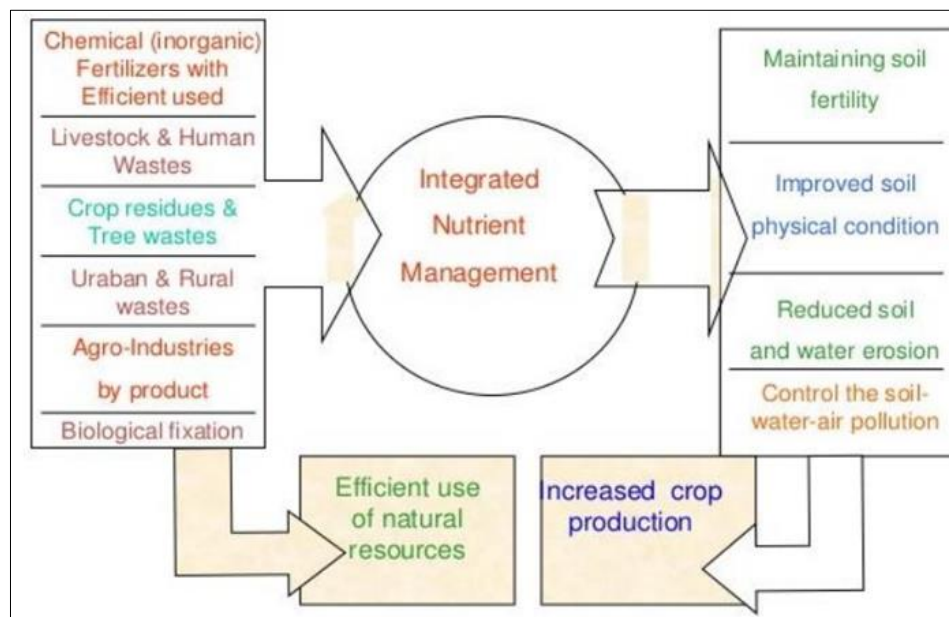 Chemical (inorganic)
Fertilizers with
Efficient used
Livestock & Human
Wastes
Crop residues &
Tree wastes
Uraban & Rural
wastes
Agro-Industries
by product
Biological fixation
Integrated
Nutrient
Management
Maintaining soil
fertility
Improved soil
physical condition
Reduced soil
and water erosion
Control the soil-
water-air pollution
Efficient use
of natural
resources
Increased crop
production